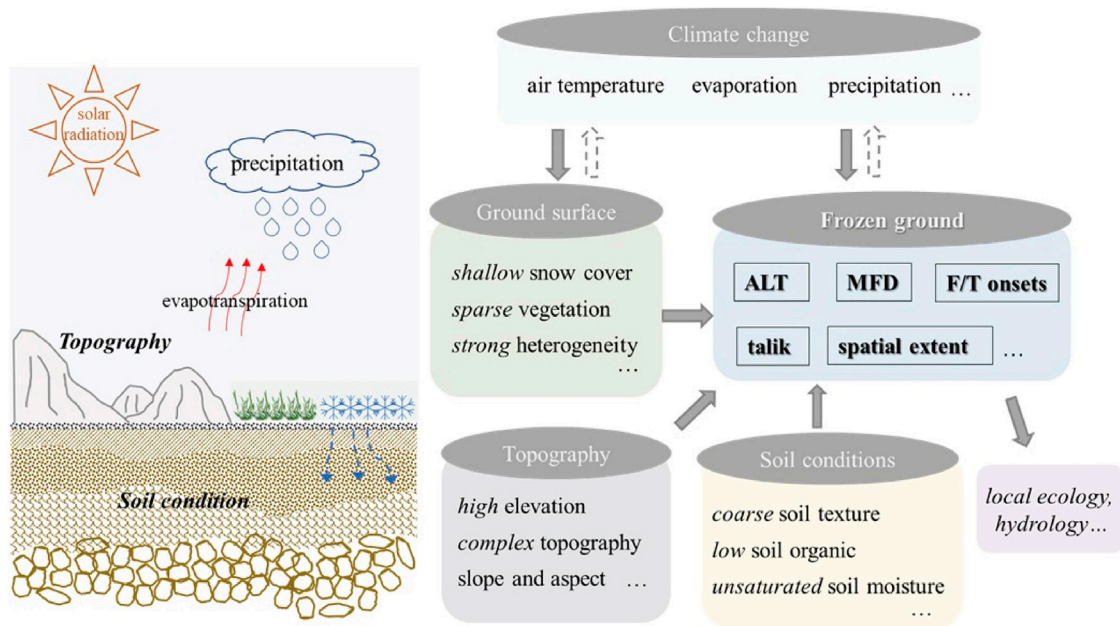 solar
radiation
precipitation
evapotranspiration
Topography
Soil condition
Climate change
air temperature evaporation precipitation ...
Ground surface
shallow snow cover
sparse vegetation
strong heterogeneity
...
Frozen ground
ALT MFD F/T onsets
talik spatial extent ...
Topography
high elevation
complex topography
slope and aspect ...
Soil conditions
coarse soil texture
low soil organic
unsaturated soil moisture
...
local ecology,
hydrology...